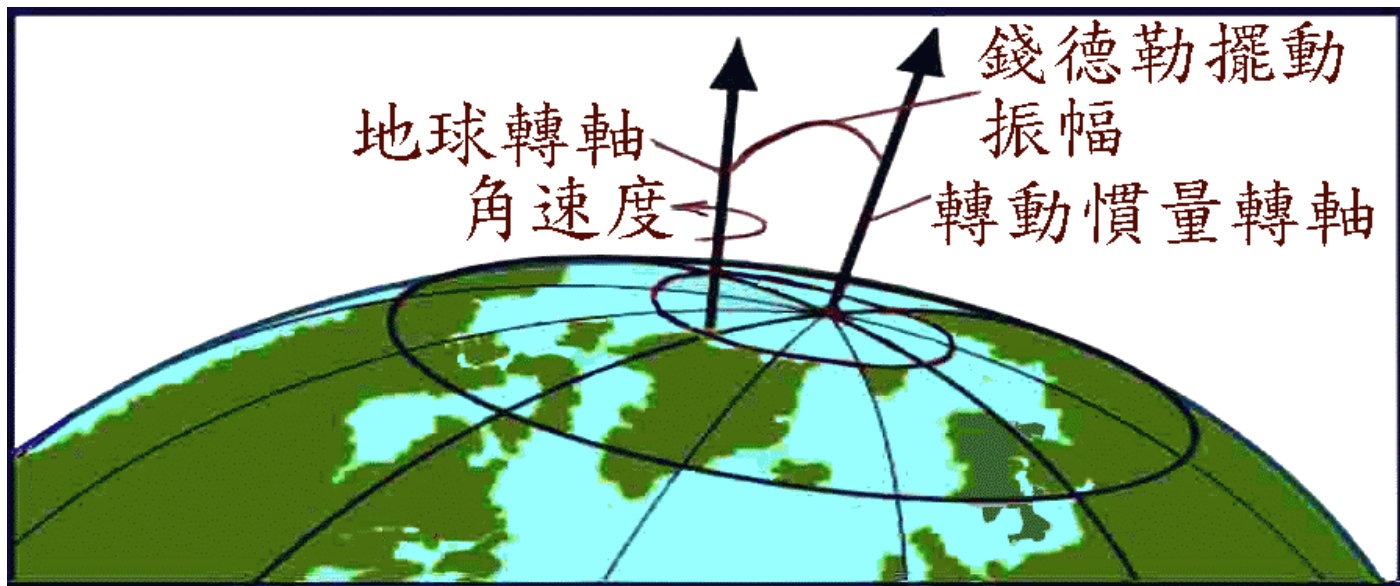 錢德勒擺動
振幅
地球轉軸
角速度
轉動慣量轉軸